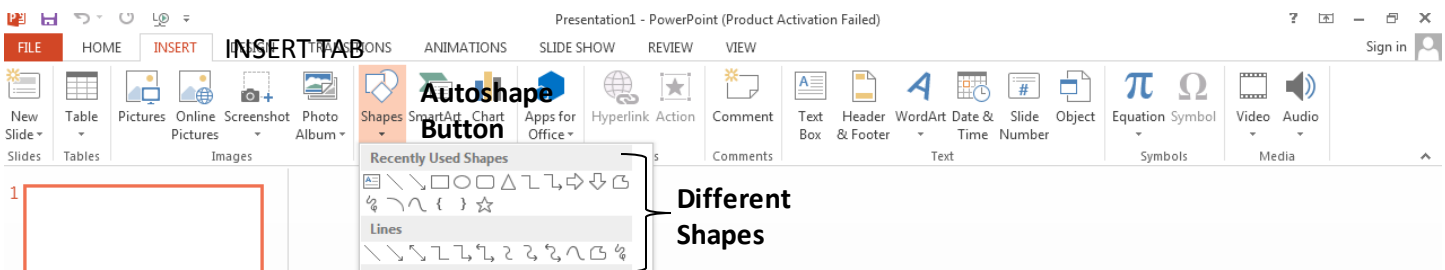 Presentation1 - PowerPoint (Product Activation Failed)
FILE HOME INSERT DESIGN TRANSITIONS ANIMATIONS SLIDE SHOW REVIEW VIEW Sign in
INSERT TAB
New Slide Table Pictures Online Pictures Screenshot Photo Album Shapes SmartArt Chart Apps for Office Hyperlink Action Comment Text Box Header & Footer WordArt Date & Time Slide Number Object Equation Symbol Video Audio
Autoshape
Button
Slides Tables Images Comments Text Symbols Media
Recently Used Shapes
1
Different
Shapes
Lines